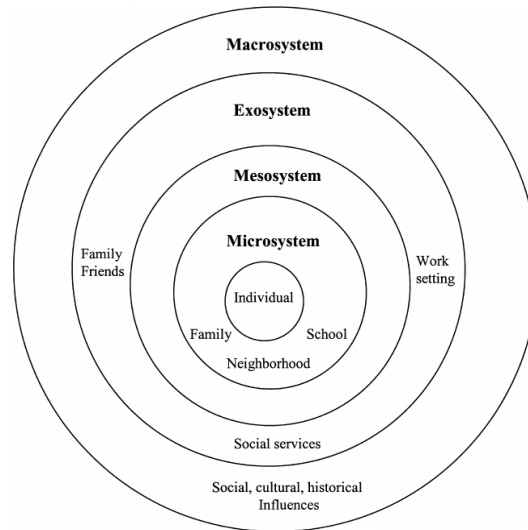 Macrosystem
Exosystem
Mesosystem
Microsystem
Family
Friends
Work
setting
Individual
Family
School
Neighborhood
Social services
Social, cultural, historical
Influences